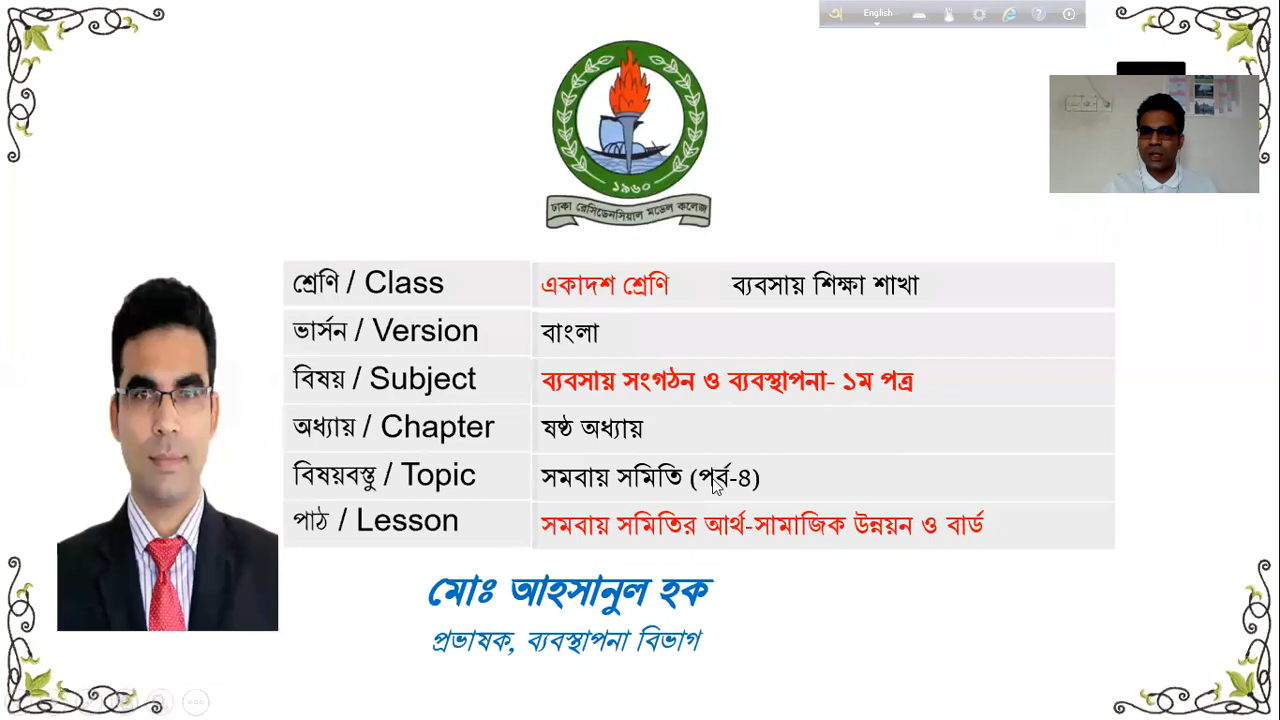 English
১৯৬০
ঢাকা রেসিডেনসিয়াল মডেল কলেজ
শ্রেণি / Class একাদশ শ্রেণি ব্যবসায় শিক্ষা শাখা
ভার্সন / Version বাংলা
বিষয় / Subject ব্যবসায় সংগঠন ও ব্যবস্থাপনা- ১ম পত্র
অধ্যায় / Chapter ষষ্ঠ অধ্যায়
বিষয়বস্তু / Topic সমবায় সমিতি (পর্ব-৪)
পাঠ / Lesson সমবায় সমিতির আর্থ-সামাজিক উন্নয়ন ও বার্ড
মোঃ আহসানুল হক
প্রভাষক, ব্যবস্থাপনা বিভাগ